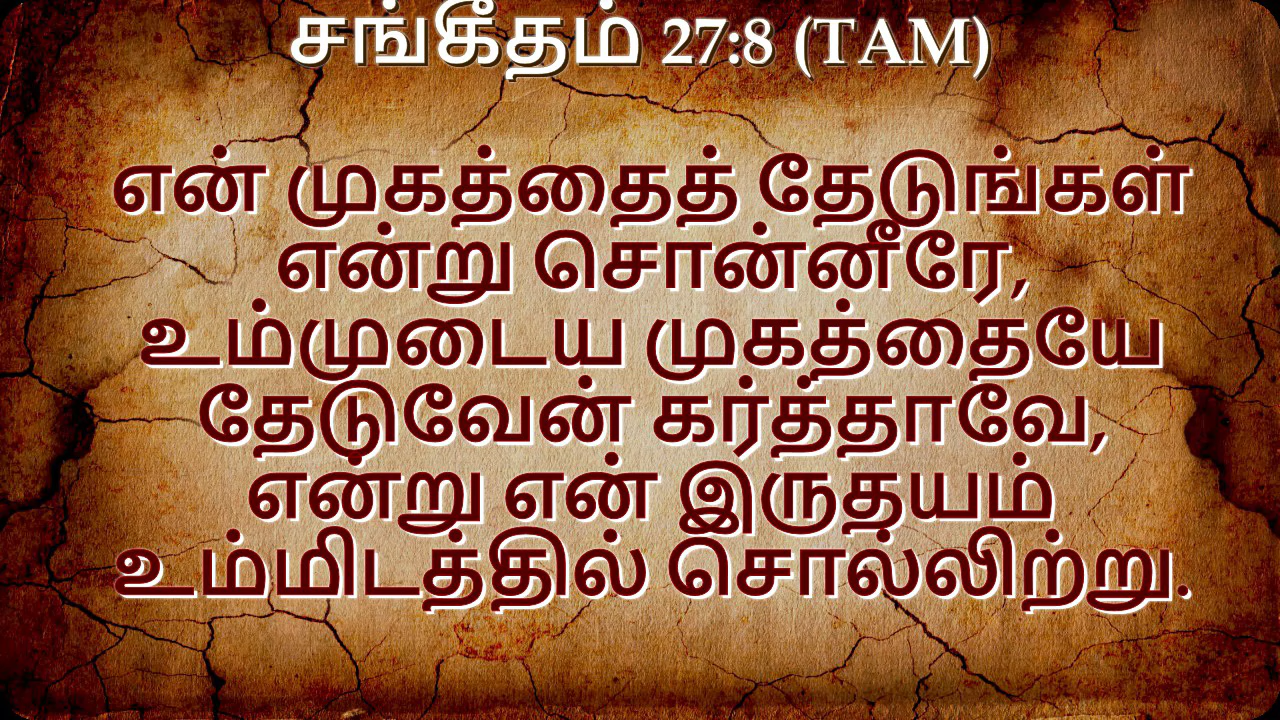 சங்கீதம் 27:8 (TAM)
என் முகத்தைத் தேடுங்கள்
என்று சொன்னீரே,
உம்முடைய முகத்தையே
தேடுவேன் கர்த்தாவே,
என்று என் இருதயம்
உம்மிடத்தில் சொல்லிற்று.